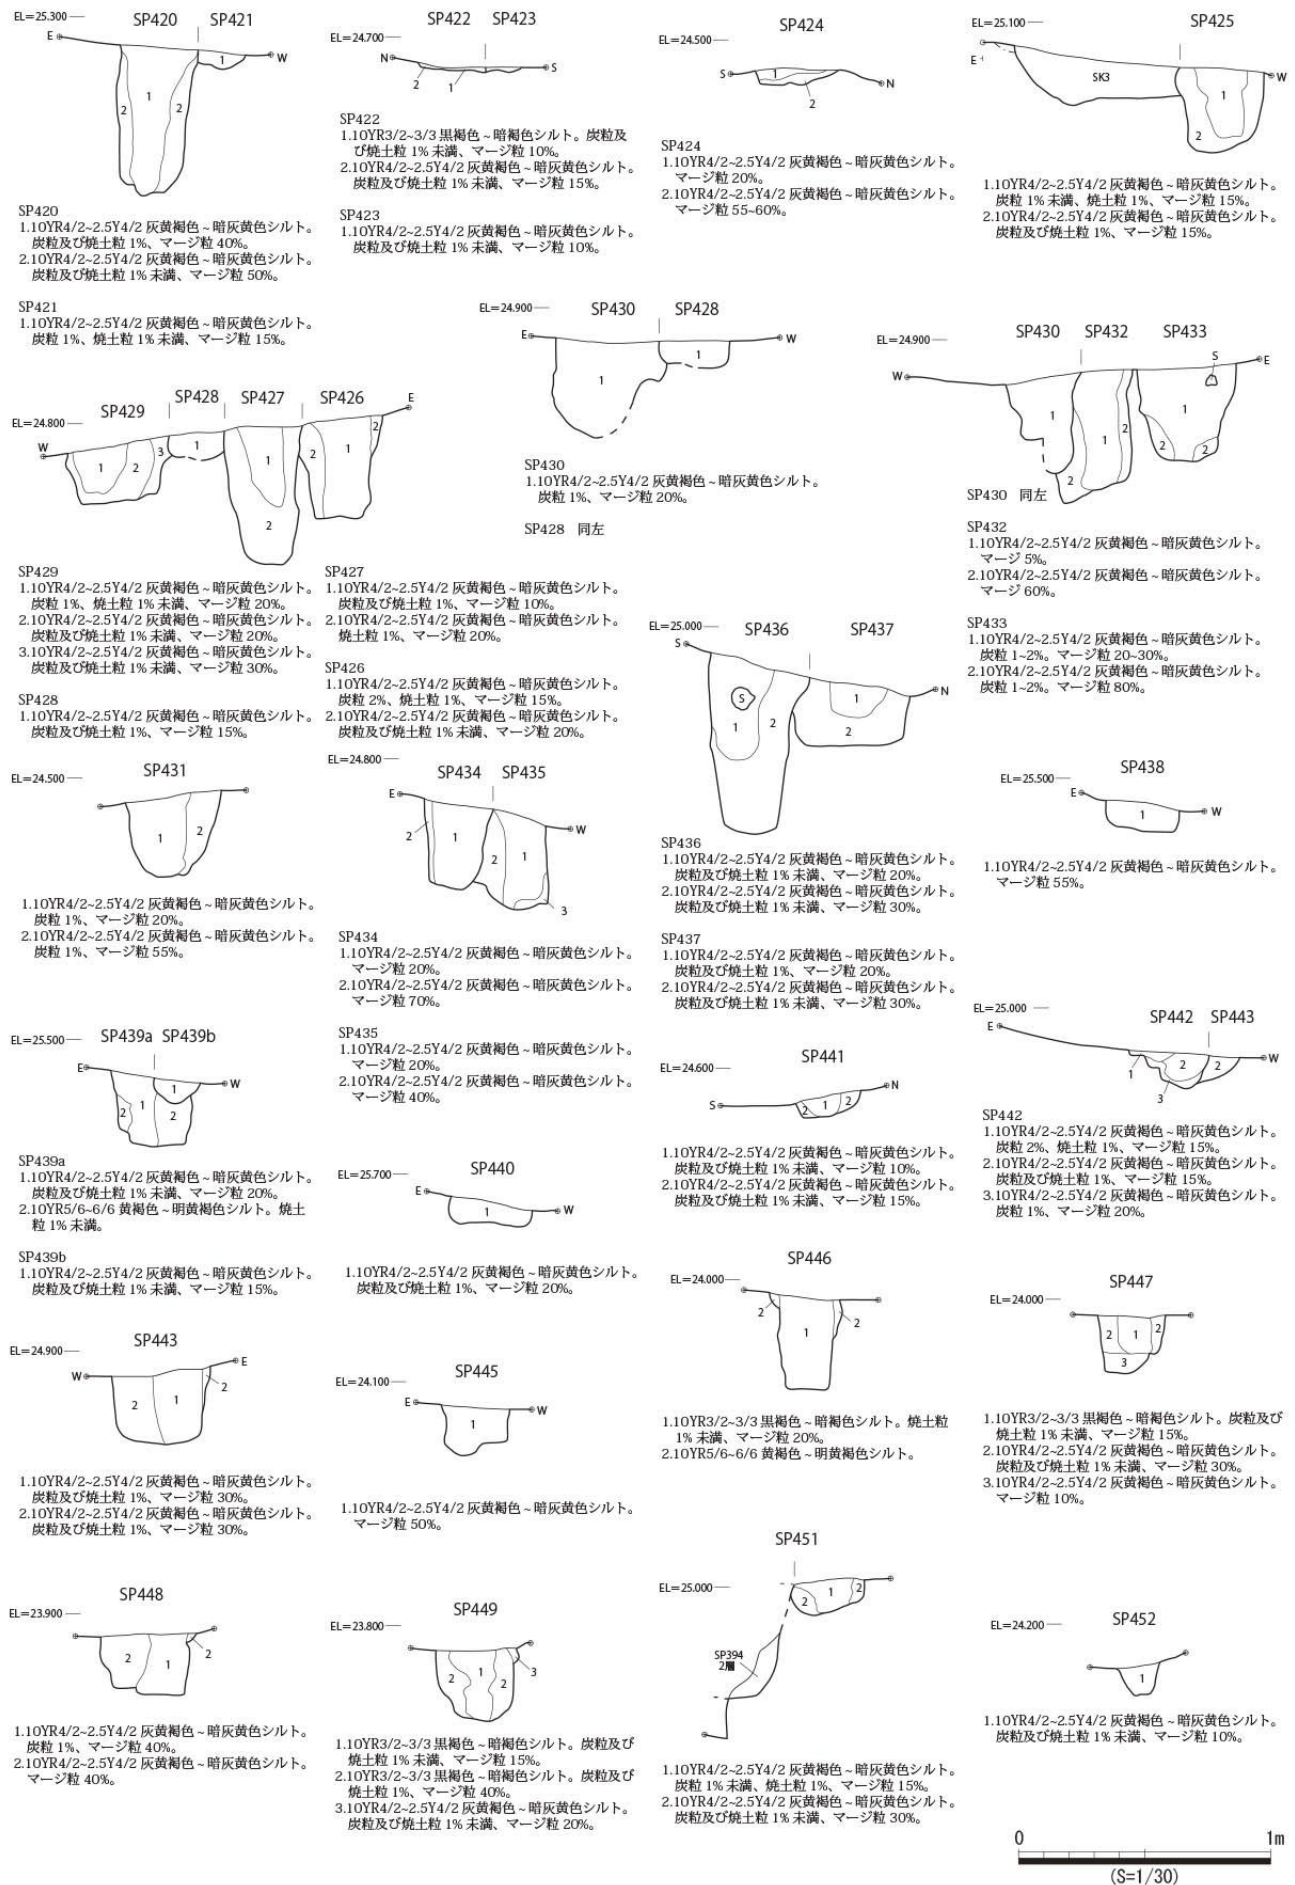 EL=25.300
SP420
SP421
E
W
1
2
1
2
SP420
1.10YR4/2~2.5Y4/2 灰黄褐色~暗灰黄色シルト。
炭粒及び焼土粒 1%、マージ粒 40%。
2.10YR4/2~2.5Y4/2 灰黄褐色~暗灰黄色シルト。
炭粒及び焼土粒 1% 未満、マージ粒 50%。
SP421
1.10YR4/2~2.5Y4/2 灰黄褐色~暗灰黄色シルト。
炭粒 1%、焼土粒 1% 未満、マージ粒 15%。
EL=24.700
SP422
SP423
N
S
2
1
SP422
1.10YR3/2~3/3 黒褐色~暗褐色シルト。炭粒及
び焼土粒 1% 未満、マージ粒 10%。
2.10YR4/2~2.5Y4/2 灰黄褐色~暗灰黄色シルト。
炭粒及び焼土粒 1% 未満、マージ粒 15%。
SP423
1.10YR4/2~2.5Y4/2 灰黄褐色~暗灰黄色シルト。
炭粒及び焼土粒 1% 未満、マージ粒 10%。
EL=24.500
SP424
S
N
1
2
SP424
1.10YR4/2~2.5Y4/2 灰黄褐色~暗灰黄色シルト。
マージ粒 20%。
2.10YR4/2~2.5Y4/2 灰黄褐色~暗灰黄色シルト。
マージ粒 55~60%。
EL=25.100
SP425
E
W
SK3
1
2
1.10YR4/2~2.5Y4/2 灰黄褐色~暗灰黄色シルト。
炭粒 1% 未満、焼土粒 1%、マージ粒 15%。
2.10YR4/2~2.5Y4/2 灰黄褐色~暗灰黄色シルト。
炭粒及び焼土粒 1%、マージ粒 15%。
EL=24.800
SP429
SP428
SP427
SP426
W
E
1
2
3
1
1
2
2
1
2
SP429
1.10YR4/2~2.5Y4/2 灰黄褐色~暗灰黄色シルト。
炭粒 1%、焼土粒 1% 未満、マージ粒 20%。
2.10YR4/2~2.5Y4/2 灰黄褐色~暗灰黄色シルト。
炭粒及び焼土粒 1% 未満、マージ粒 20%。
3.10YR4/2~2.5Y4/2 灰黄褐色~暗灰黄色シルト。
炭粒及び焼土粒 1% 未満、マージ粒 30%。
SP428
1.10YR4/2~2.5Y4/2 灰黄褐色~暗灰黄色シルト。
炭粒及び焼土粒 1%、マージ粒 15%。
SP427
1.10YR4/2~2.5Y4/2 灰黄褐色~暗灰黄色シルト。
炭粒及び焼土粒 1%、マージ粒 10%。
2.10YR4/2~2.5Y4/2 灰黄褐色~暗灰黄色シルト。
焼土粒 1%、マージ粒 20%。
SP426
1.10YR4/2~2.5Y4/2 灰黄褐色~暗灰黄色シルト。
炭粒 2%、焼土粒 1%、マージ粒 15%。
2.10YR4/2~2.5Y4/2 灰黄褐色~暗灰黄色シルト。
炭粒及び焼土粒 1% 未満、マージ粒 20%。
EL=24.900
SP430
SP428
E
W
1
1
SP430
1.10YR4/2~2.5Y4/2 灰黄褐色~暗灰黄色シルト。
炭粒 1%、マージ粒 20%。
SP428 同左
EL=24.900
SP430
SP432
SP433
W
E
S
1
2
1
2
1
2
2
SP430 同左
SP432
1.10YR4/2~2.5Y4/2 灰黄褐色~暗灰黄色シルト。
マージ 5%。
2.10YR4/2~2.5Y4/2 灰黄褐色~暗灰黄色シルト。
マージ 60%。
SP433
1.10YR4/2~2.5Y4/2 灰黄褐色~暗灰黄色シルト。
炭粒 1~2%。マージ粒 20~30%。
2.10YR4/2~2.5Y4/2 灰黄褐色~暗灰黄色シルト。
炭粒 1~2%。マージ粒 80%。
EL=24.500
SP431
1
2
1.10YR4/2~2.5Y4/2 灰黄褐色~暗灰黄色シルト。
炭粒 1%、マージ粒 20%。
2.10YR4/2~2.5Y4/2 灰黄褐色~暗灰黄色シルト。
炭粒 1%、マージ粒 55%。
EL=24.800
SP434
SP435
E
W
2
1
2
1
3
SP434
1.10YR4/2~2.5Y4/2 灰黄褐色~暗灰黄色シルト。
マージ粒 20%。
2.10YR4/2~2.5Y4/2 灰黄褐色~暗灰黄色シルト。
マージ粒 70%。
SP435
1.10YR4/2~2.5Y4/2 灰黄褐色~暗灰黄色シルト。
マージ粒 20%。
2.10YR4/2~2.5Y4/2 灰黄褐色~暗灰黄色シルト。
マージ粒 40%。
EL=25.000
SP436
SP437
S
N
S
1
2
1
2
SP436
1.10YR4/2~2.5Y4/2 灰黄褐色~暗灰黄色シルト。
炭粒及び焼土粒 1% 未満、マージ粒 20%。
2.10YR4/2~2.5Y4/2 灰黄褐色~暗灰黄色シルト。
炭粒及び焼土粒 1% 未満、マージ粒 30%。
SP437
1.10YR4/2~2.5Y4/2 灰黄褐色~暗灰黄色シルト。
炭粒及び焼土粒 1%、マージ粒 20%。
2.10YR4/2~2.5Y4/2 灰黄褐色~暗灰黄色シルト。
炭粒及び焼土粒 1% 未満、マージ粒 30%。
EL=25.500
SP438
E
W
1
1.10YR4/2~2.5Y4/2 灰黄褐色~暗灰黄色シルト。
マージ粒 55%。
EL=25.500
SP439a
SP439b
E
W
2
1
1
2
SP439a
1.10YR4/2~2.5Y4/2 灰黄褐色~暗灰黄色シルト。
炭粒及び焼土粒 1% 未満、マージ粒 20%。
2.10YR5/6~6/6 黄褐色~明黄褐色シルト。焼土
粒 1% 未満。
SP439b
1.10YR4/2~2.5Y4/2 灰黄褐色~暗灰黄色シルト。
炭粒及び焼土粒 1% 未満、マージ粒 15%。
EL=25.700
SP440
E
W
1
1.10YR4/2~2.5Y4/2 灰黄褐色~暗灰黄色シルト。
炭粒及び焼土粒 1%、マージ粒 20%。
EL=24.600
SP441
S
N
2
1
2
1.10YR4/2~2.5Y4/2 灰黄褐色~暗灰黄色シルト。
炭粒及び焼土粒 1% 未満、マージ粒 10%。
2.10YR4/2~2.5Y4/2 灰黄褐色~暗灰黄色シルト。
炭粒及び焼土粒 1% 未満、マージ粒 15%。
EL=25.000
SP442
SP443
E
W
1
2
2
3
SP442
1.10YR4/2~2.5Y4/2 灰黄褐色~暗灰黄色シルト。
炭粒 2%、焼土粒 1%、マージ粒 15%。
2.10YR4/2~2.5Y4/2 灰黄褐色~暗灰黄色シルト。
炭粒及び焼土粒 1%、マージ粒 15%。
3.10YR4/2~2.5Y4/2 灰黄褐色~暗灰黄色シルト。
炭粒 1%、マージ粒 20%。
EL=24.900
SP443
W
E
2
1
2
1.10YR4/2~2.5Y4/2 灰黄褐色~暗灰黄色シルト。
炭粒及び焼土粒 1%、マージ粒 30%。
2.10YR4/2~2.5Y4/2 灰黄褐色~暗灰黄色シルト。
炭粒及び焼土粒 1%、マージ粒 30%。
EL=24.100
SP445
E
W
1
1.10YR4/2~2.5Y4/2 灰黄褐色~暗灰黄色シルト。
マージ粒 50%。
EL=24.000
SP446
2
1
2
1.10YR3/2~3/3 黒褐色~暗褐色シルト。焼土粒
1% 未満、マージ粒 20%。
2.10YR5/6~6/6 黄褐色~明黄褐色シルト。
EL=24.000
SP447
2
1
2
3
1.10YR3/2~3/3 黒褐色~暗褐色シルト。炭粒及び
焼土粒 1% 未満、マージ粒 15%。
2.10YR4/2~2.5Y4/2 灰黄褐色~暗灰黄色シルト。
炭粒及び焼土粒 1% 未満、マージ粒 30%。
3.10YR4/2~2.5Y4/2 灰黄褐色~暗灰黄色シルト。
マージ粒 10%。
EL=23.900
SP448
2
1
2
1.10YR4/2~2.5Y4/2 灰黄褐色~暗灰黄色シルト。
炭粒 1%、マージ粒 40%。
2.10YR4/2~2.5Y4/2 灰黄褐色~暗灰黄色シルト。
マージ粒 40%。
EL=23.800
SP449
2
1
2
3
1.10YR3/2~3/3 黒褐色~暗褐色シルト。炭粒及び
焼土粒 1% 未満、マージ粒 15%。
2.10YR3/2~3/3 黒褐色~暗褐色シルト。炭粒及び
焼土粒 1%、マージ粒 40%。
3.10YR4/2~2.5Y4/2 灰黄褐色~暗灰黄色シルト。
炭粒及び焼土粒 1% 未満、マージ粒 20%。
SP451
EL=25.000
2
1
2
SP394
2層
1.10YR4/2~2.5Y4/2 灰黄褐色~暗灰黄色シルト。
炭粒 1% 未満、焼土粒 1%、マージ粒 15%。
2.10YR4/2~2.5Y4/2 灰黄褐色~暗灰黄色シルト。
炭粒及び焼土粒 1% 未満、マージ粒 30%。
EL=24.200
SP452
1
1.10YR4/2~2.5Y4/2 灰黄褐色~暗灰黄色シルト。
炭粒及び焼土粒 1% 未満、マージ粒 10%。
0
1m
(S=1/30)